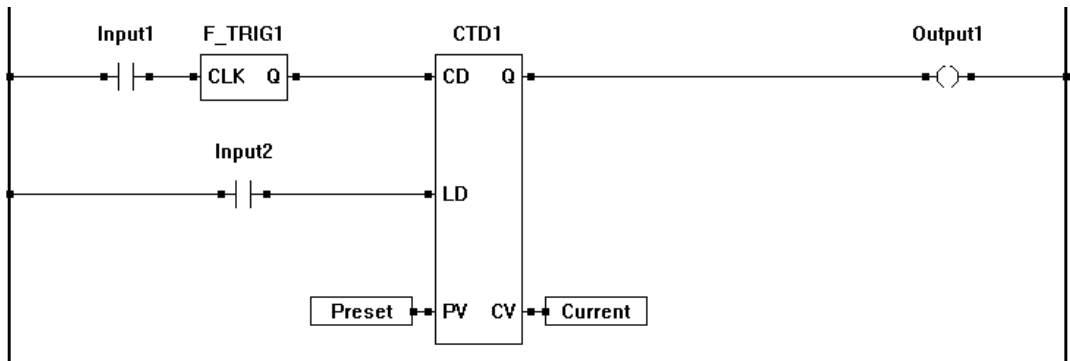 Input1 F_TRIG1 CTD1 Output1
CLK Q CD Q
Input2
LD
Preset PV CV Current